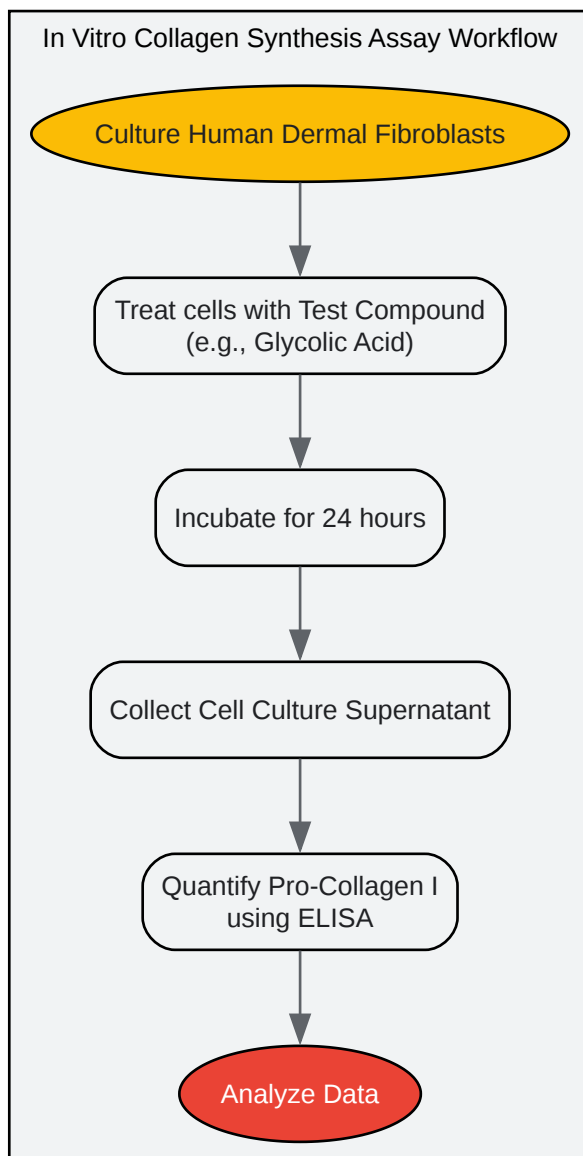 In Vitro Collagen Synthesis Assay Workflow
Culture Human Dermal Fibroblasts
Treat cells with Test Compound
(e.g., Glycolic Acid)
Incubate for 24 hours
Collect Cell Culture Supernatant
Quantify Pro-Collagen I
using ELISA
Analyze Data